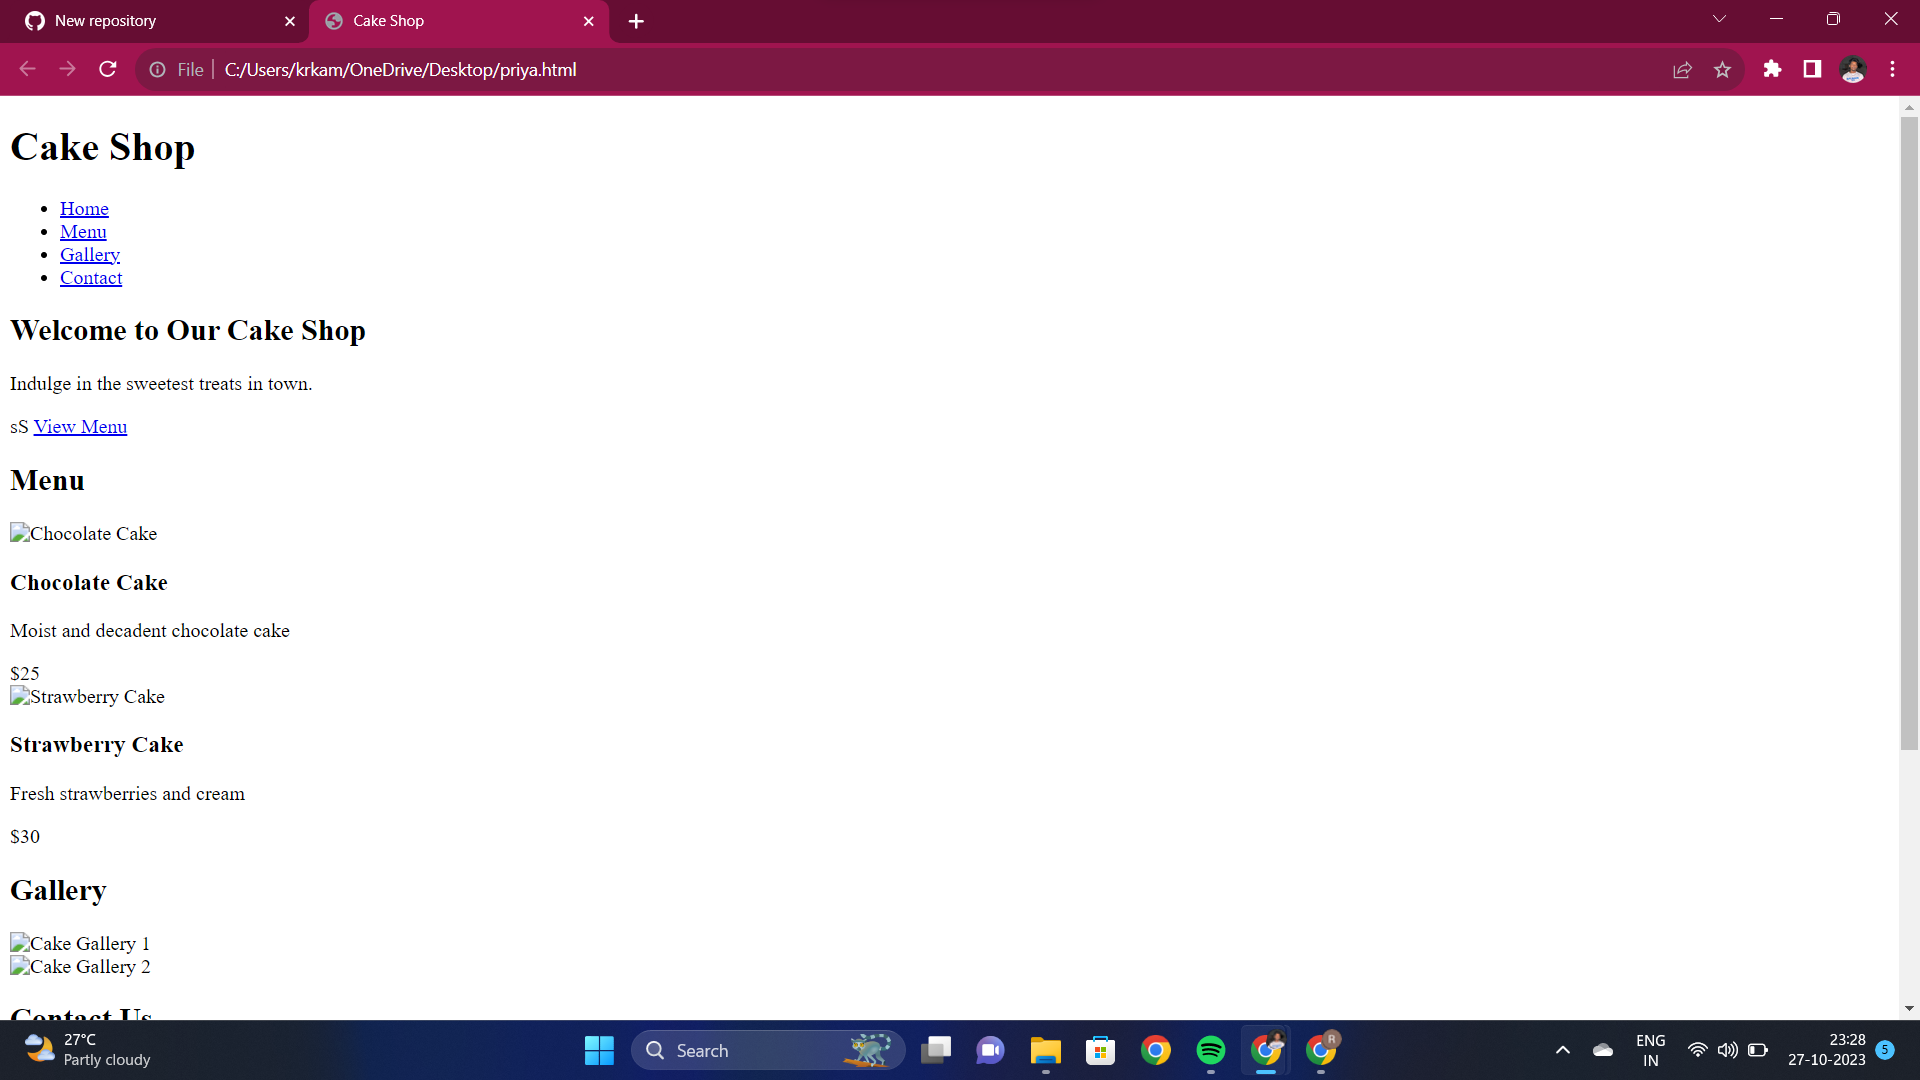 New repository
Cake Shop
File
C:/Users/krkam/OneDrive/Desktop/priya.html
Cake Shop
Home
Menu
Gallery
Contact
Welcome to Our Cake Shop
Indulge in the sweetest treats in town.
sS View Menu
Menu
Chocolate Cake
Chocolate Cake
Moist and decadent chocolate cake
$25
Strawberry Cake
Strawberry Cake
Fresh strawberries and cream
$30
Gallery
Cake Gallery 1
Cake Gallery 2
Contact Us
27°C
Partly cloudy
Search
R
ENG
IN
23:28
27-10-2023
5